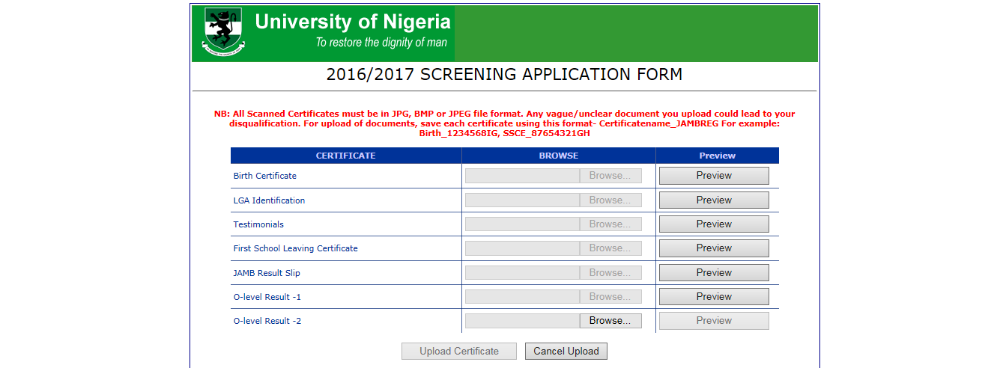 University of Nigeria
To restore the dignity of man
2016/2017 SCREENING APPLICATION FORM
NB: All Scanned Certificates must be in JPG, BMP or JPEG file format. Any vague/unclear document you upload could lead to your
disqualification. For upload of documents, save each certificate using this format- Certificatename_JAMBREG For example:
Birth_1234568IG, SSCE_87654321GH
CERTIFICATE BROWSE Preview
Birth Certificate Browse... Preview
LGA Identification Browse... Preview
Testimonials Browse... Preview
First School Leaving Certificate Browse... Preview
JAMB Result Slip Browse... Preview
O-level Result -1 Browse... Preview
O-level Result -2 Browse... Preview
Upload Certificate Cancel Upload